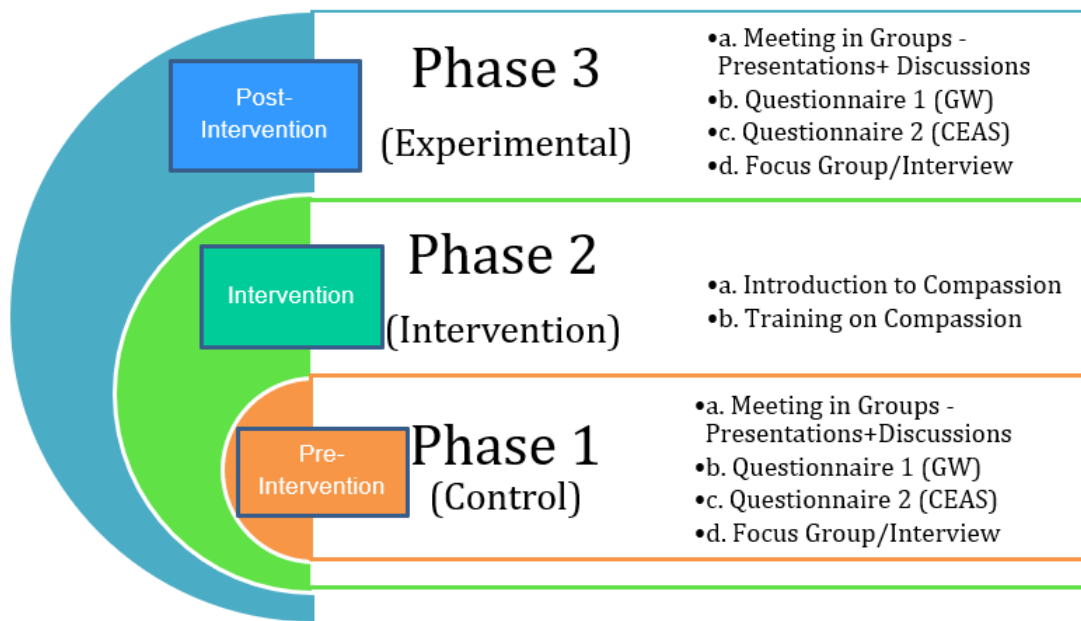 Post-
Intervention
Phase 3
(Experimental)
•a. Meeting in Groups -
Presentations+ Discussions
•b. Questionnaire 1 (GW)
•c. Questionnaire 2 (CEAS)
•d. Focus Group/Interview
Intervention
Phase 2
(Intervention)
•a. Introduction to Compassion
•b. Training on Compassion
Pre-
Intervention
Phase 1
(Control)
•a. Meeting in Groups -
Presentations+Discussions
•b. Questionnaire 1 (GW)
•c. Questionnaire 2 (CEAS)
•d. Focus Group/Interview